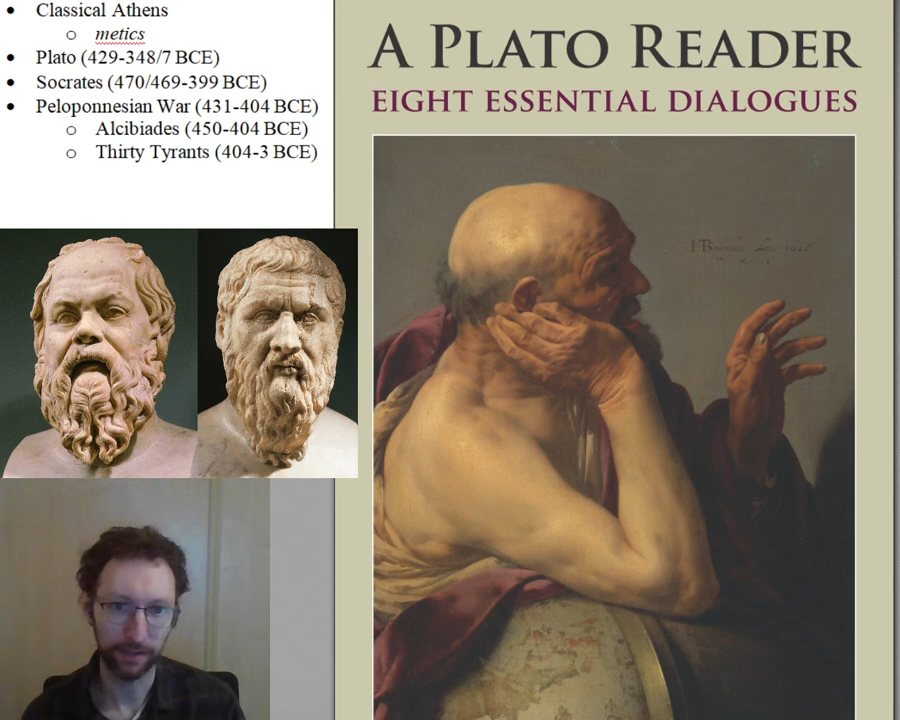 • Classical Athens
o metics
• Plato (429-348/7 BCE)
• Socrates (470/469-399 BCE)
• Peloponnesian War (431-404 BCE)
o Alcibiades (450-404 BCE)
o Thirty Tyrants (404-3 BCE)
A PLATO READER
EIGHT ESSENTIAL DIALOGUES